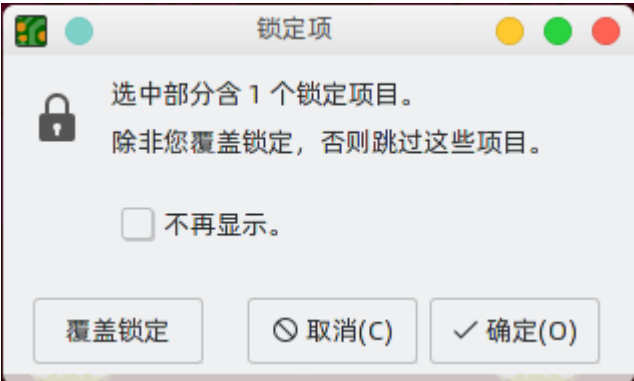 锁定项
选中部分含 1 个锁定项目。
除非您覆盖锁定，否则跳过这些项目。
不再显示。
覆盖锁定
取消(C)
确定(O)